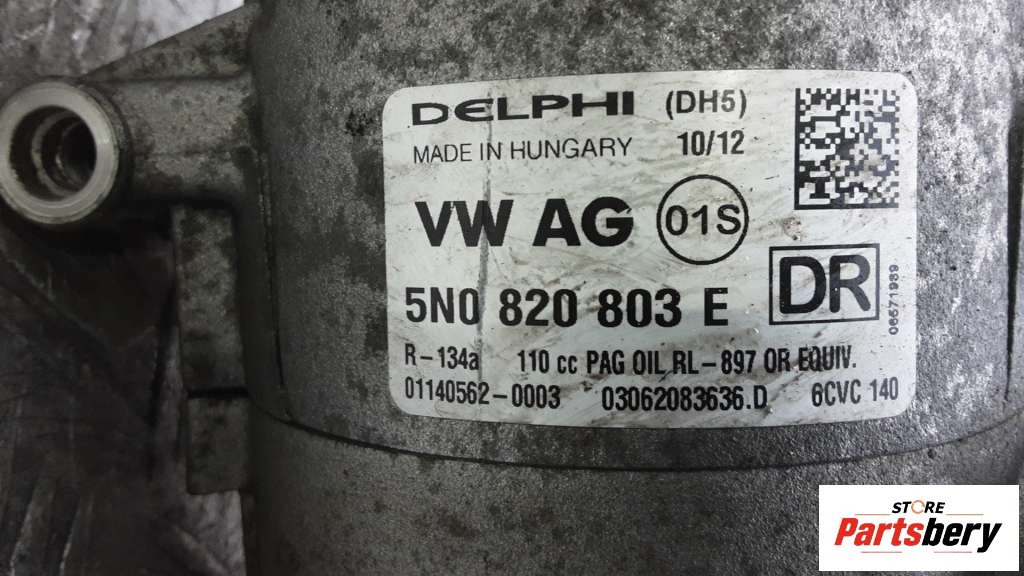 DELPHI (DH5)
MADE IN HUNGARY 10/12
VW AG 01S
5N0 820 803 E DR
06571989
R-134a 110 cc PAG OIL RL-897 OR EQUIV.
01140562-0003 03062083636.D 6CVC 140
STORE
Partsbery